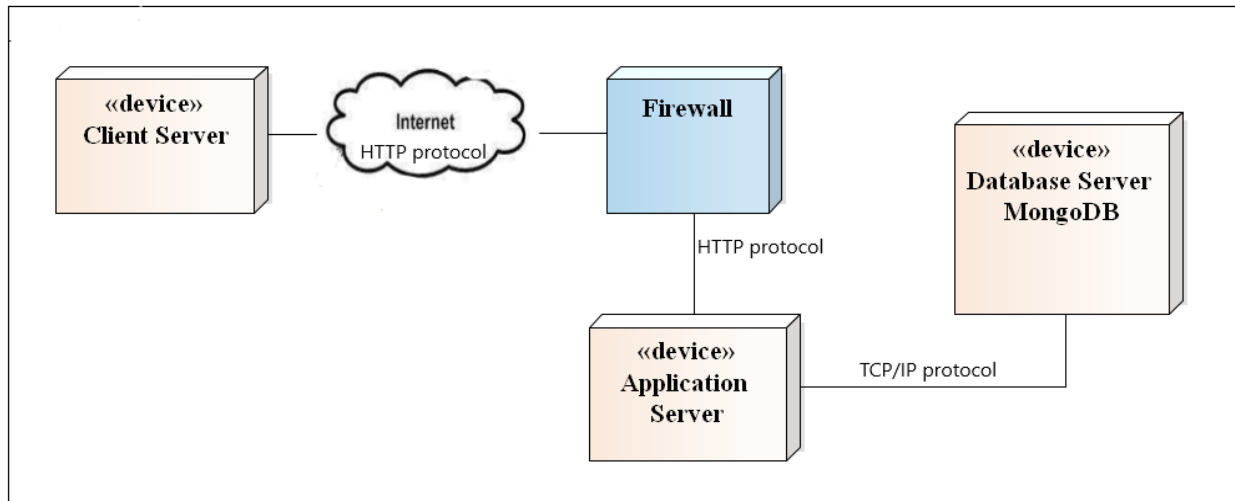 «device»
Client Server
Internet
HTTP protocol
Firewall
«device»
Database Server
MongoDB
HTTP protocol
«device»
Application
Server
TCP/IP protocol